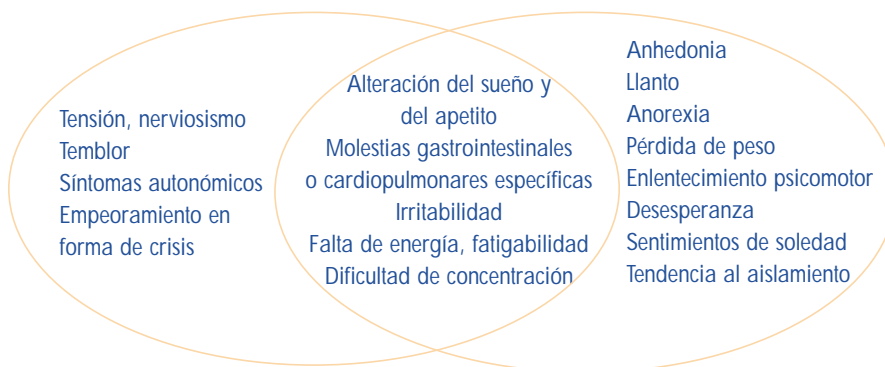 Tensión, nerviosismo
Temblor
Síntomas autonómicos
Empeoramiento en
forma de crisis
Alteración del sueño y
del apetito
Molestias gastrointestinales
o cardiopulmonares específicas
Irritabilidad
Falta de energía, fatigabilidad
Dificultad de concentración
Anhedonia
Llanto
Anorexia
Pérdida de peso
Enlentecimiento psicomotor
Desesperanza
Sentimientos de soledad
Tendencia al aislamiento